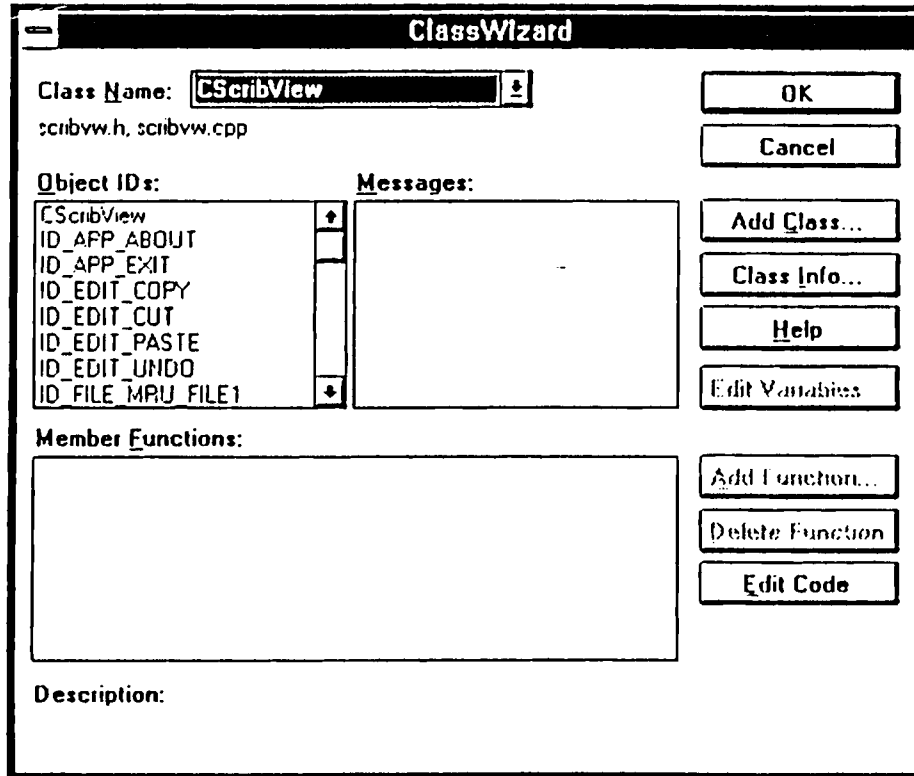 ClassWizard
Class Name: CScribView
scribvw.h, scribvw.cpp
OK
Cancel
Object IDs:
Messages:
CScribView
ID_APP_ABOUT
ID_APP_EXIT
ID_EDIT_COPY
ID_EDIT_CUT
ID_EDIT_PASTE
ID_EDIT_UNDO
ID_FILE_MRU_FILE1
Add Class...
Class Info...
Help
Edit Variables
Member Functions:
Add Function...
Delete Function
Edit Code
Description: